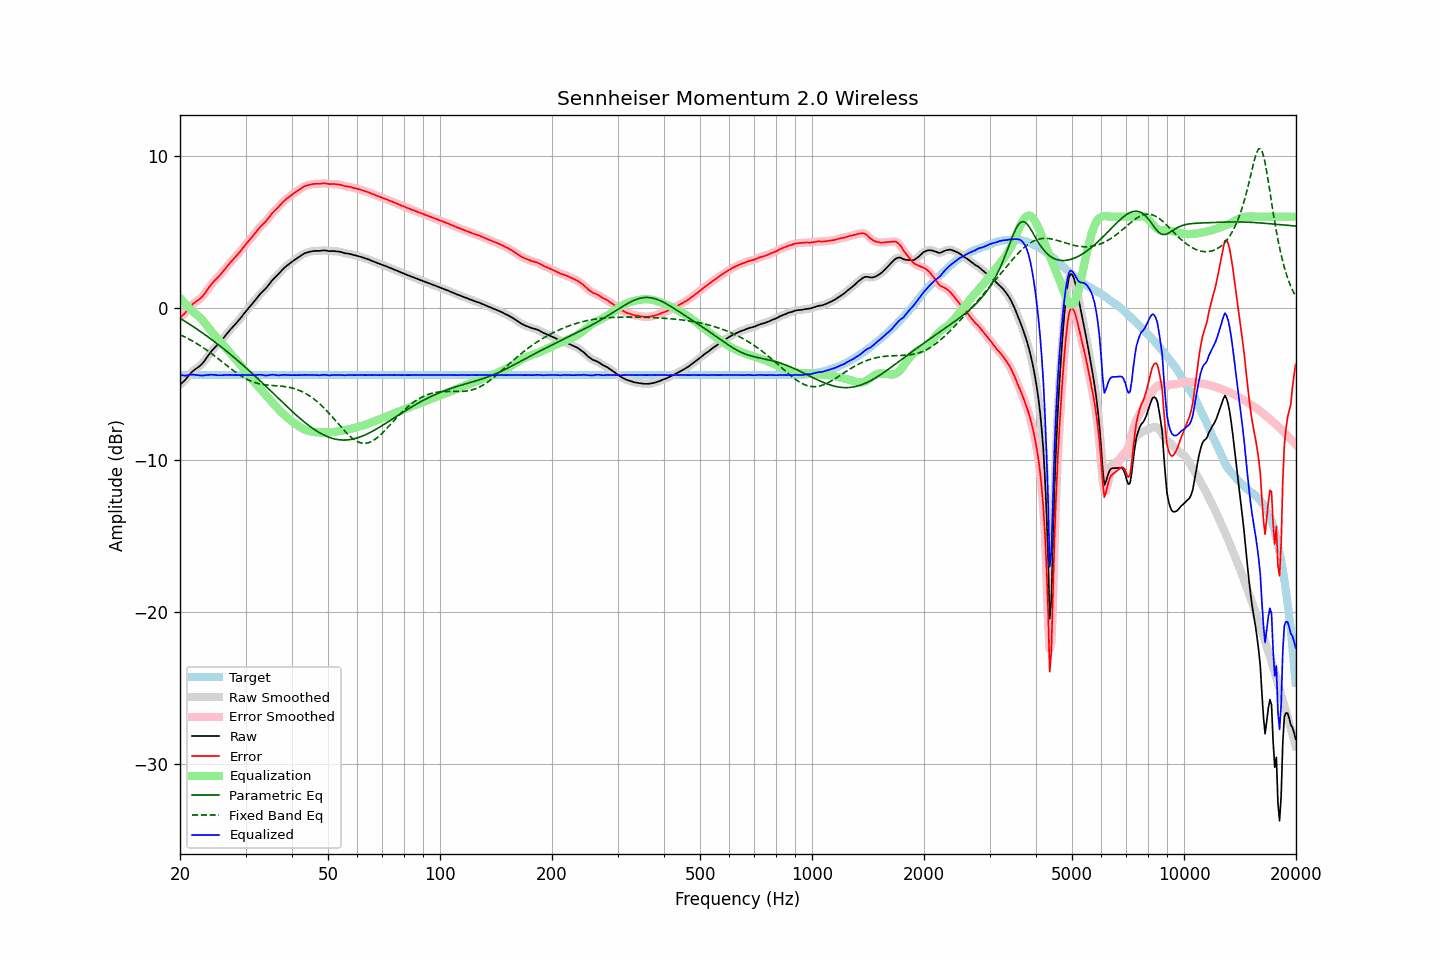 Sennheiser Momentum 2.0 Wireless
10
0
−10
−20
−30
Amplitude (dBr)
Target
Raw Smoothed
Error Smoothed
Raw
Error
Equalization
Parametric Eq
Fixed Band Eq
Equalized
20 50 100 200 500 1000 2000 5000 10000 20000
Frequency (Hz)